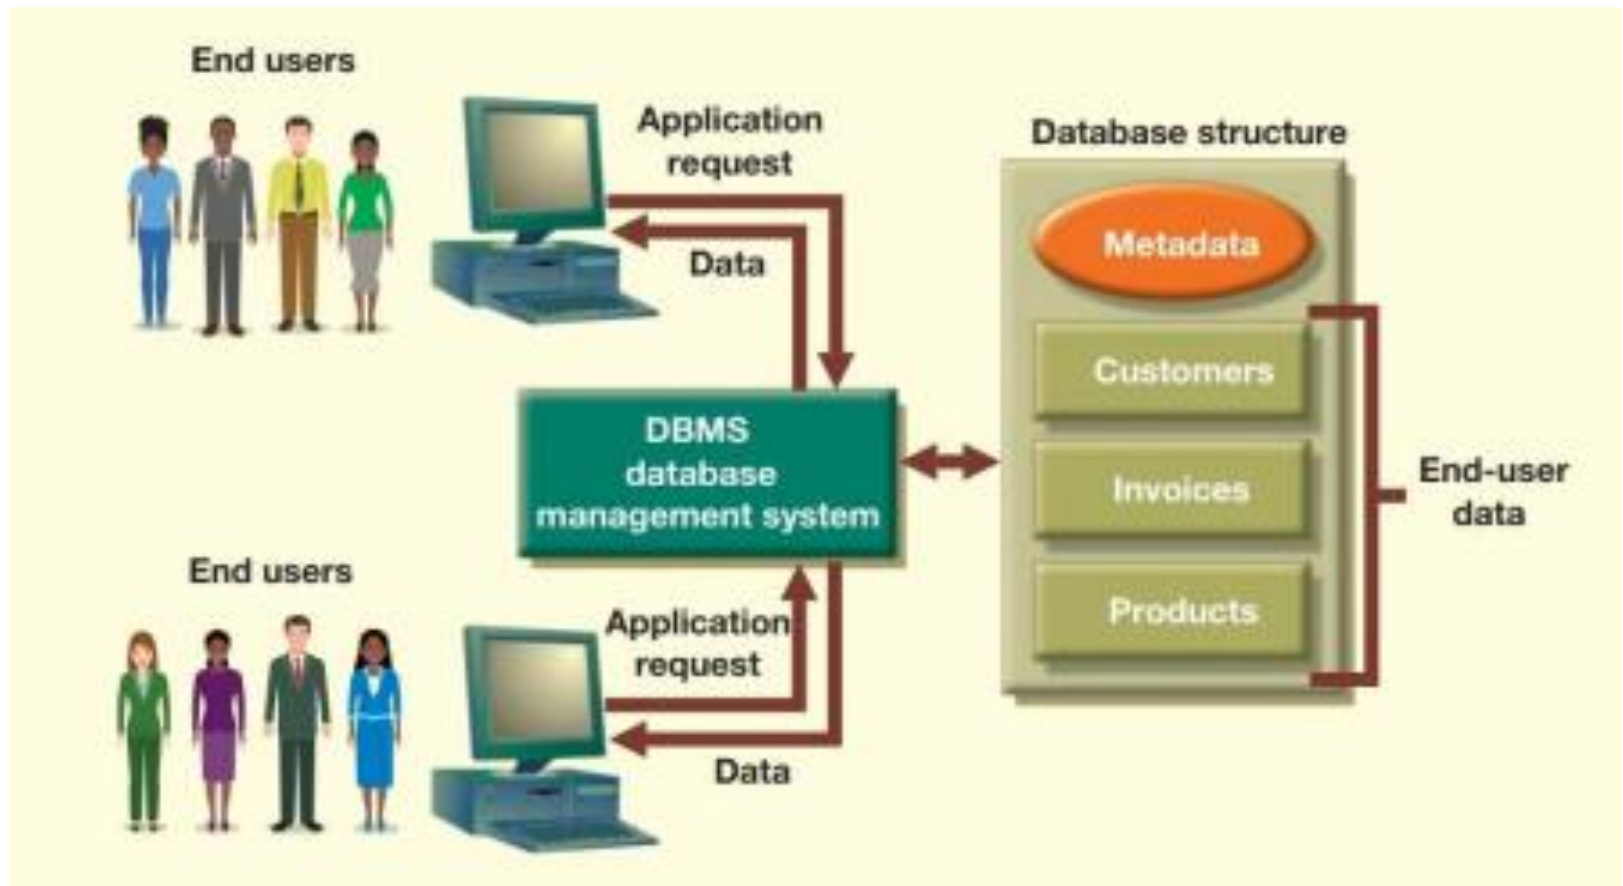 End users
Application
request
Data
Database structure
Metadata
Customers
Invoices
Products
End-user
data
DBMS
database
management system
End users
Application
request
Data